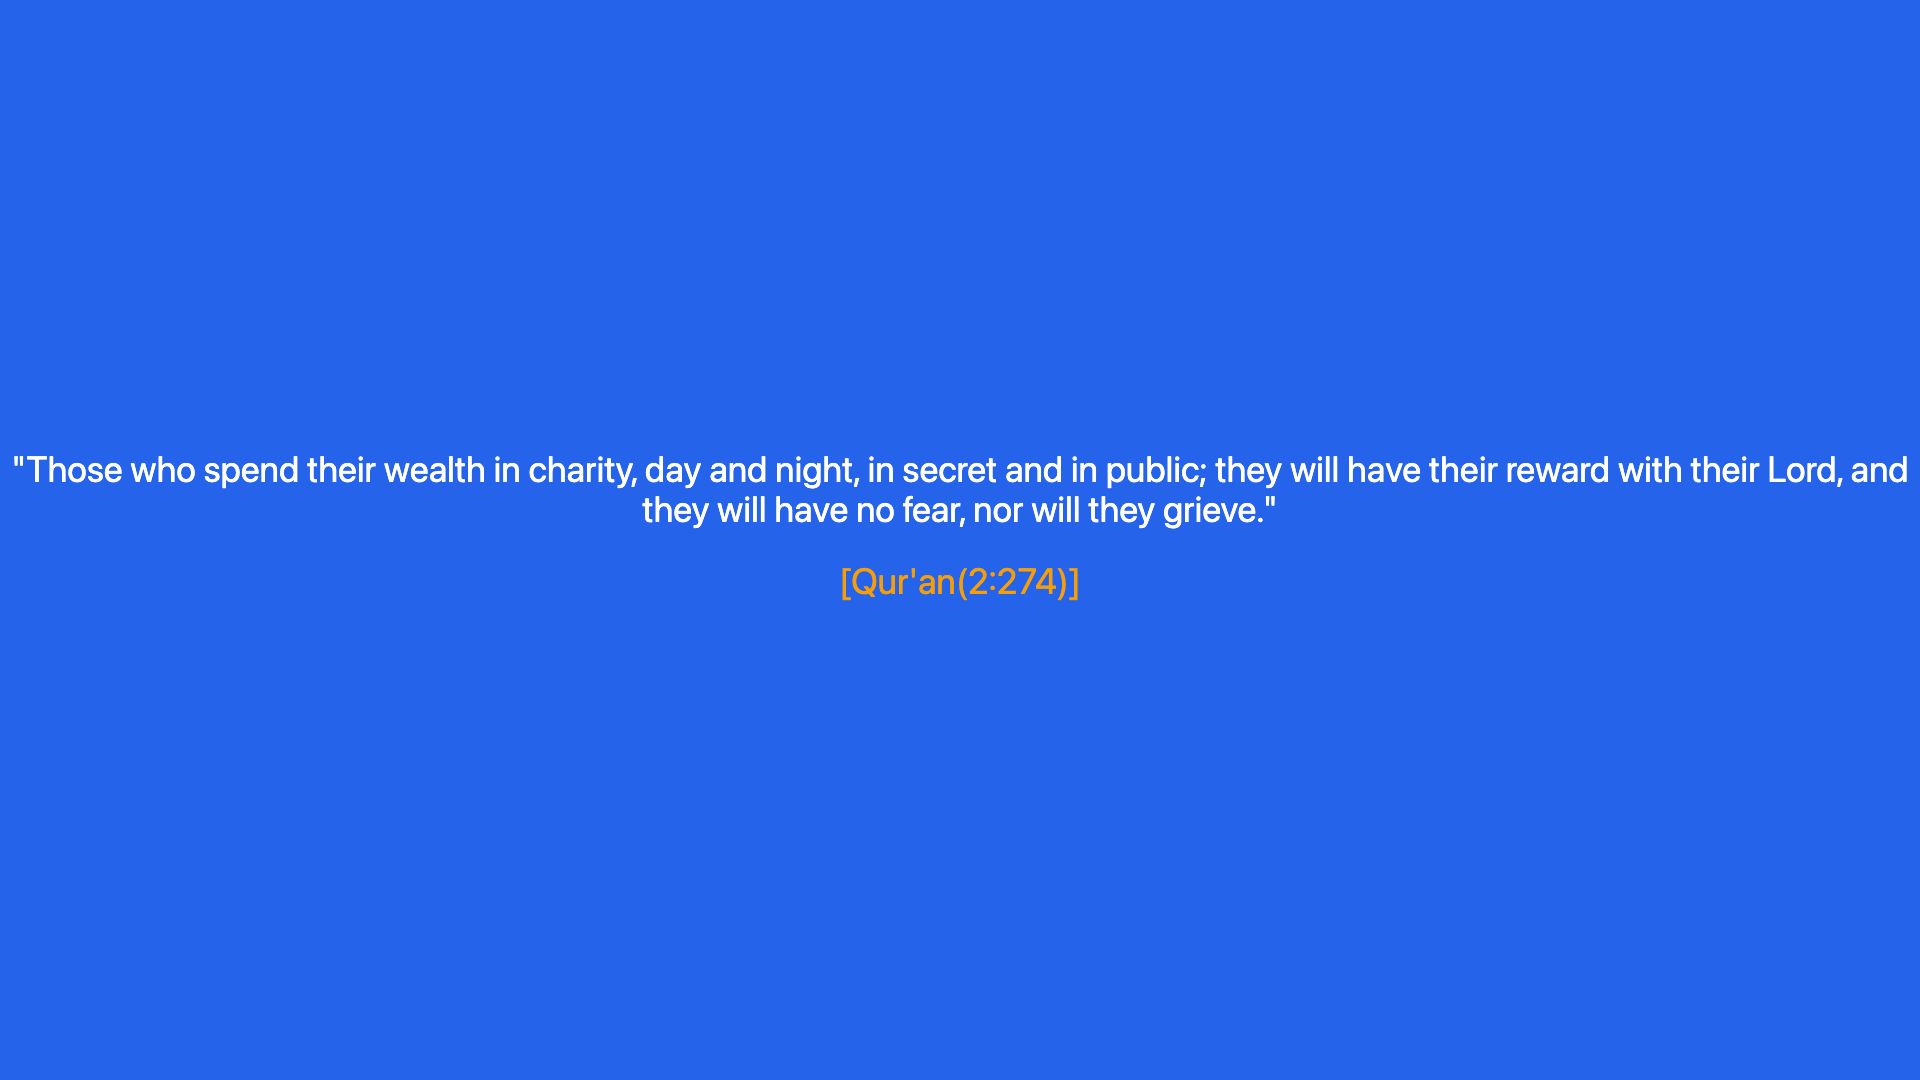 "Those who spend their wealth in charity, day and night, in secret and in public; they will have their reward with their Lord, and
they will have no fear, nor will they grieve."
[Qur'an(2:274)]